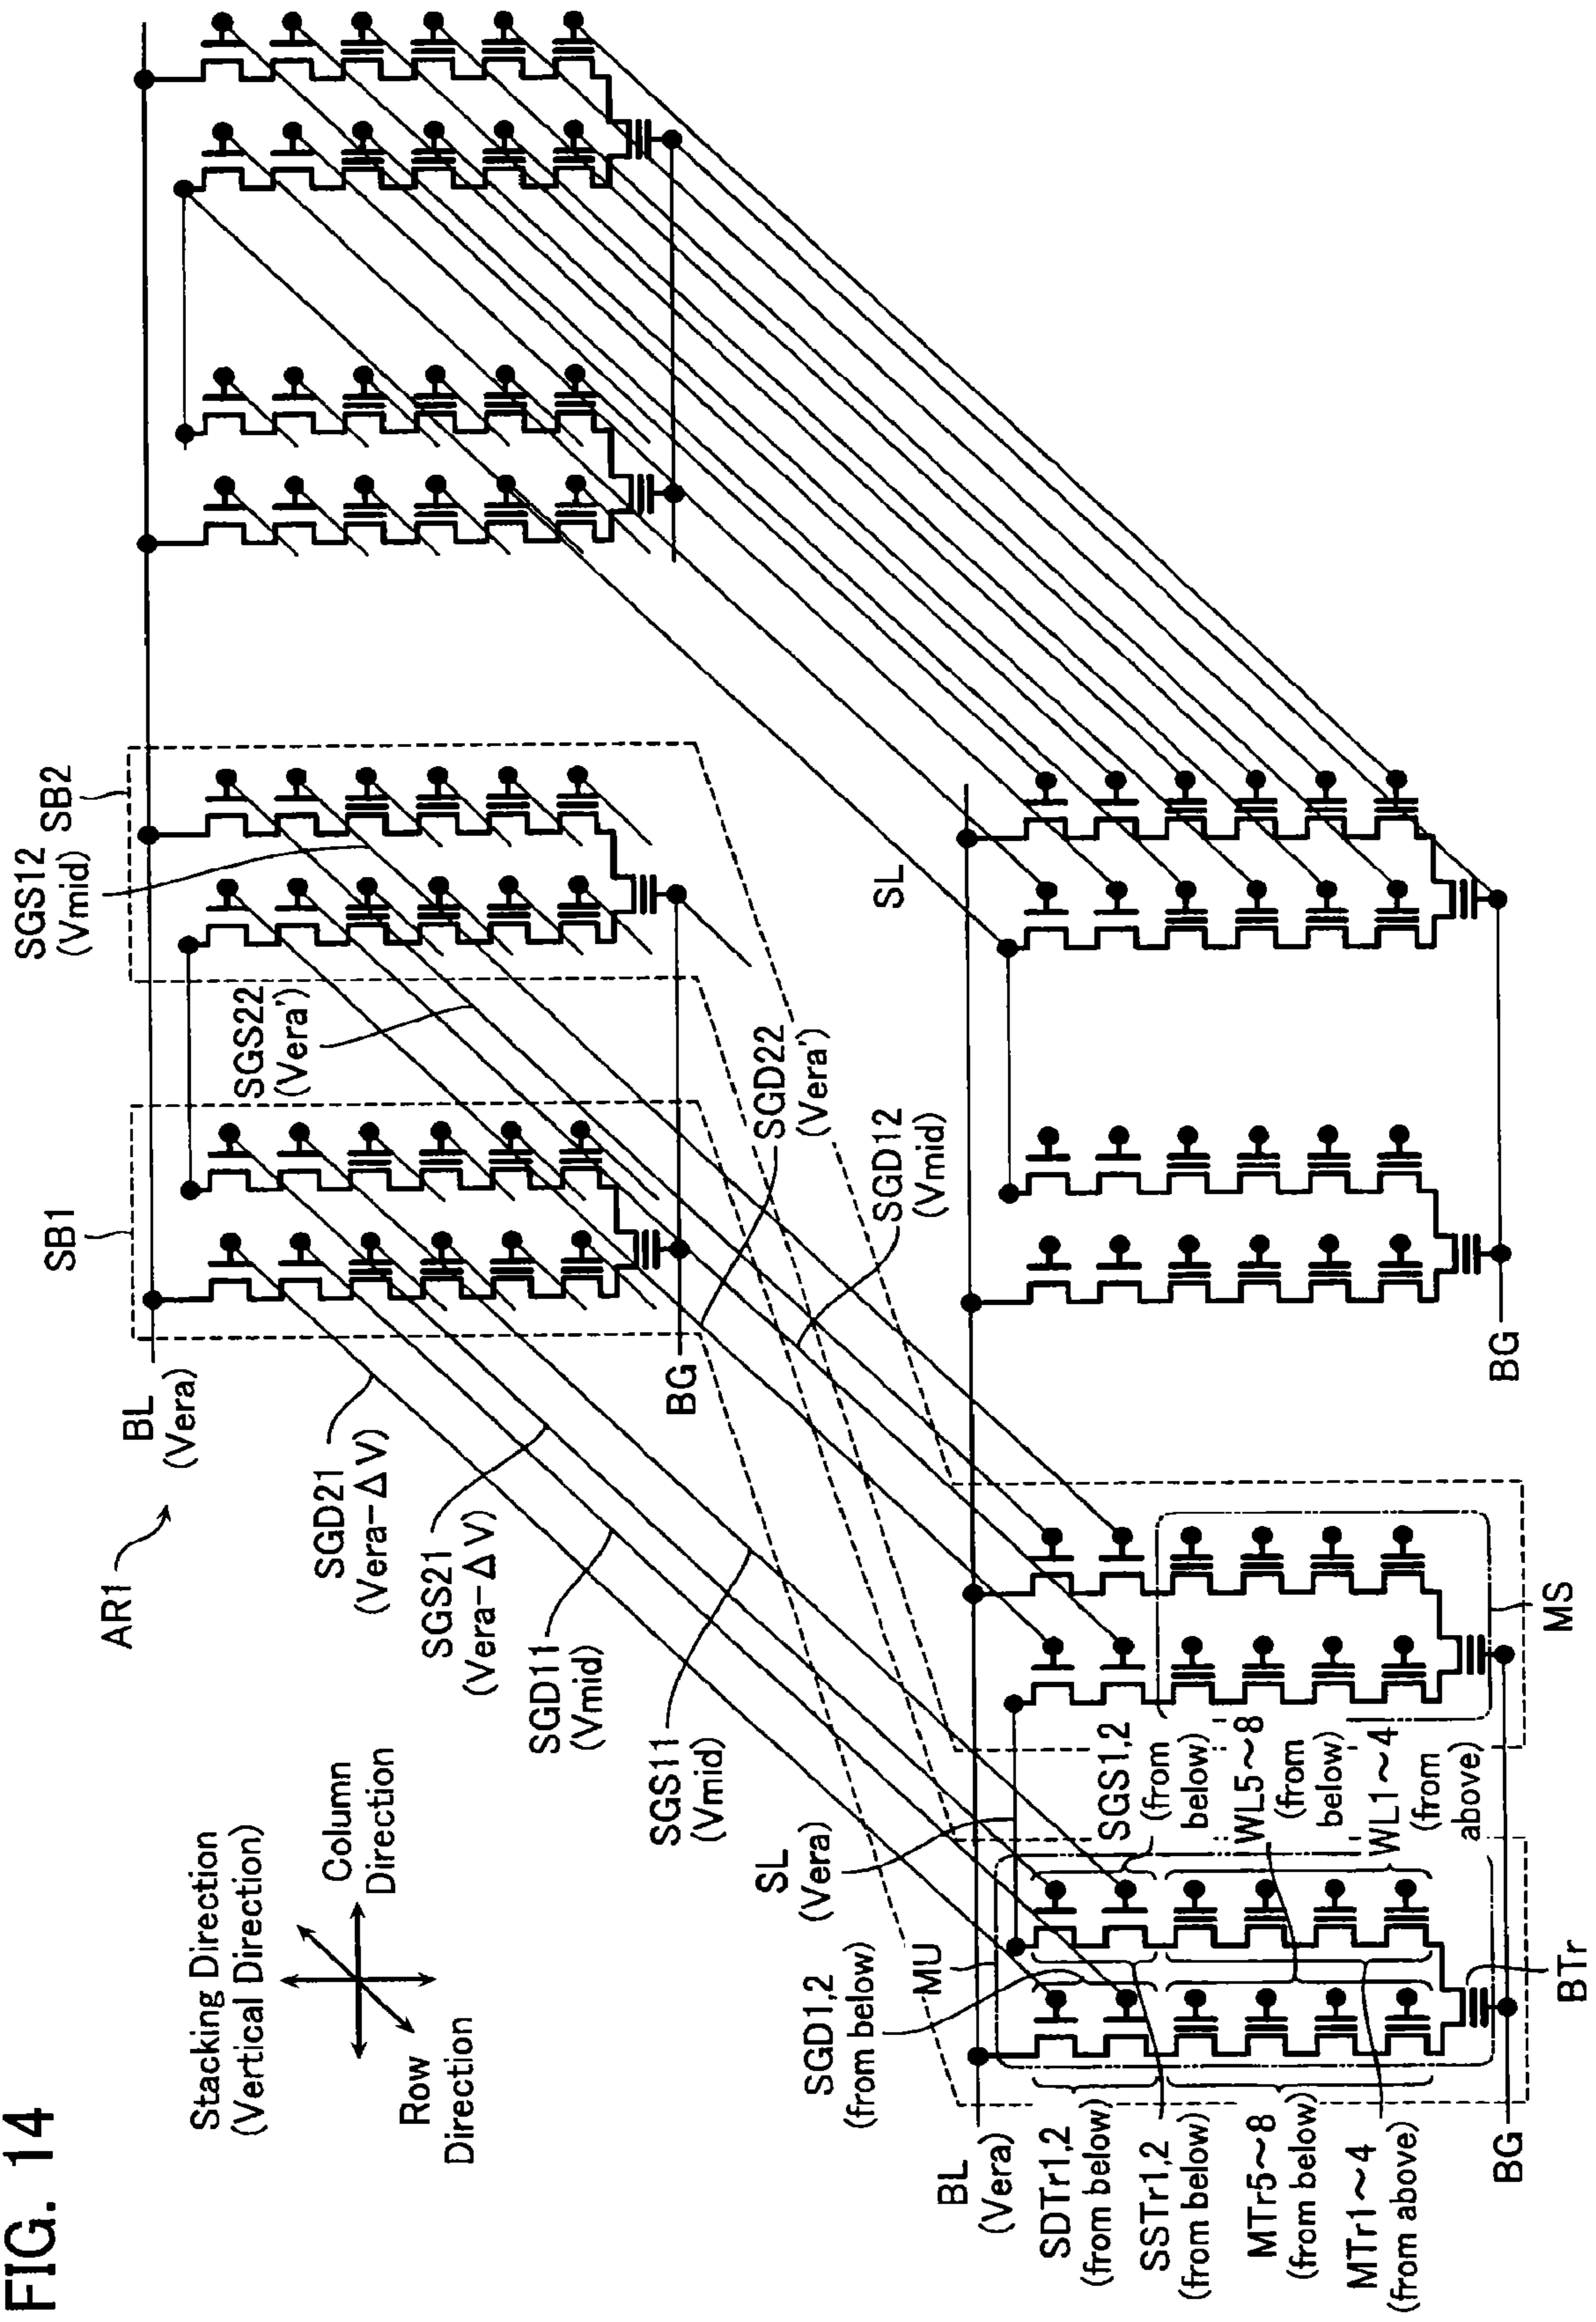 FIG. 14
Stacking Direction
(Vertical Direction)
Column
Direction
Row
Direction
AR1
BL
(Vera)
SB1
SB2
SGS12
(Vmid)
SGS22
(Vera')
SGD22
(Vera')
SGD12
(Vmid)
BG
SGD21
(Vera-ΔV)
SGS21
(Vera-ΔV)
SGD11
(Vmid)
SGS11
(Vmid)
SL
(Vera)
SL
MU
SGD1,2
(from below)
SGS1,2
(from
below)
WL5~8
(from
below)
WL1~4
(from
above)
BL
(Vera)
SDTr1,2
(from below)
SSTr1,2
(from below)
MTr5~8
(from below)
MTr1~4
(from above)
BG
BTr
MS
BG